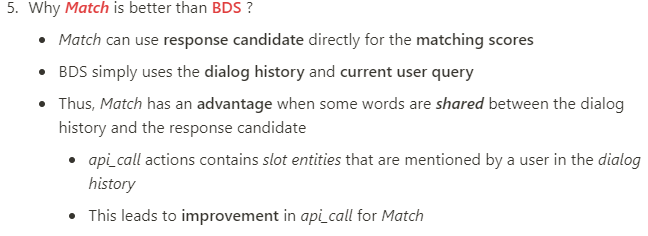 5. Why Match is better than BDS ?
• Match can use response candidate directly for the matching scores
• BDS simply uses the dialog history and current user query
• Thus, Match has an advantage when some words are shared between the dialog
history and the response candidate
• api_call actions contains slot entities that are mentioned by a user in the dialog
history
• This leads to improvement in api_call for Match